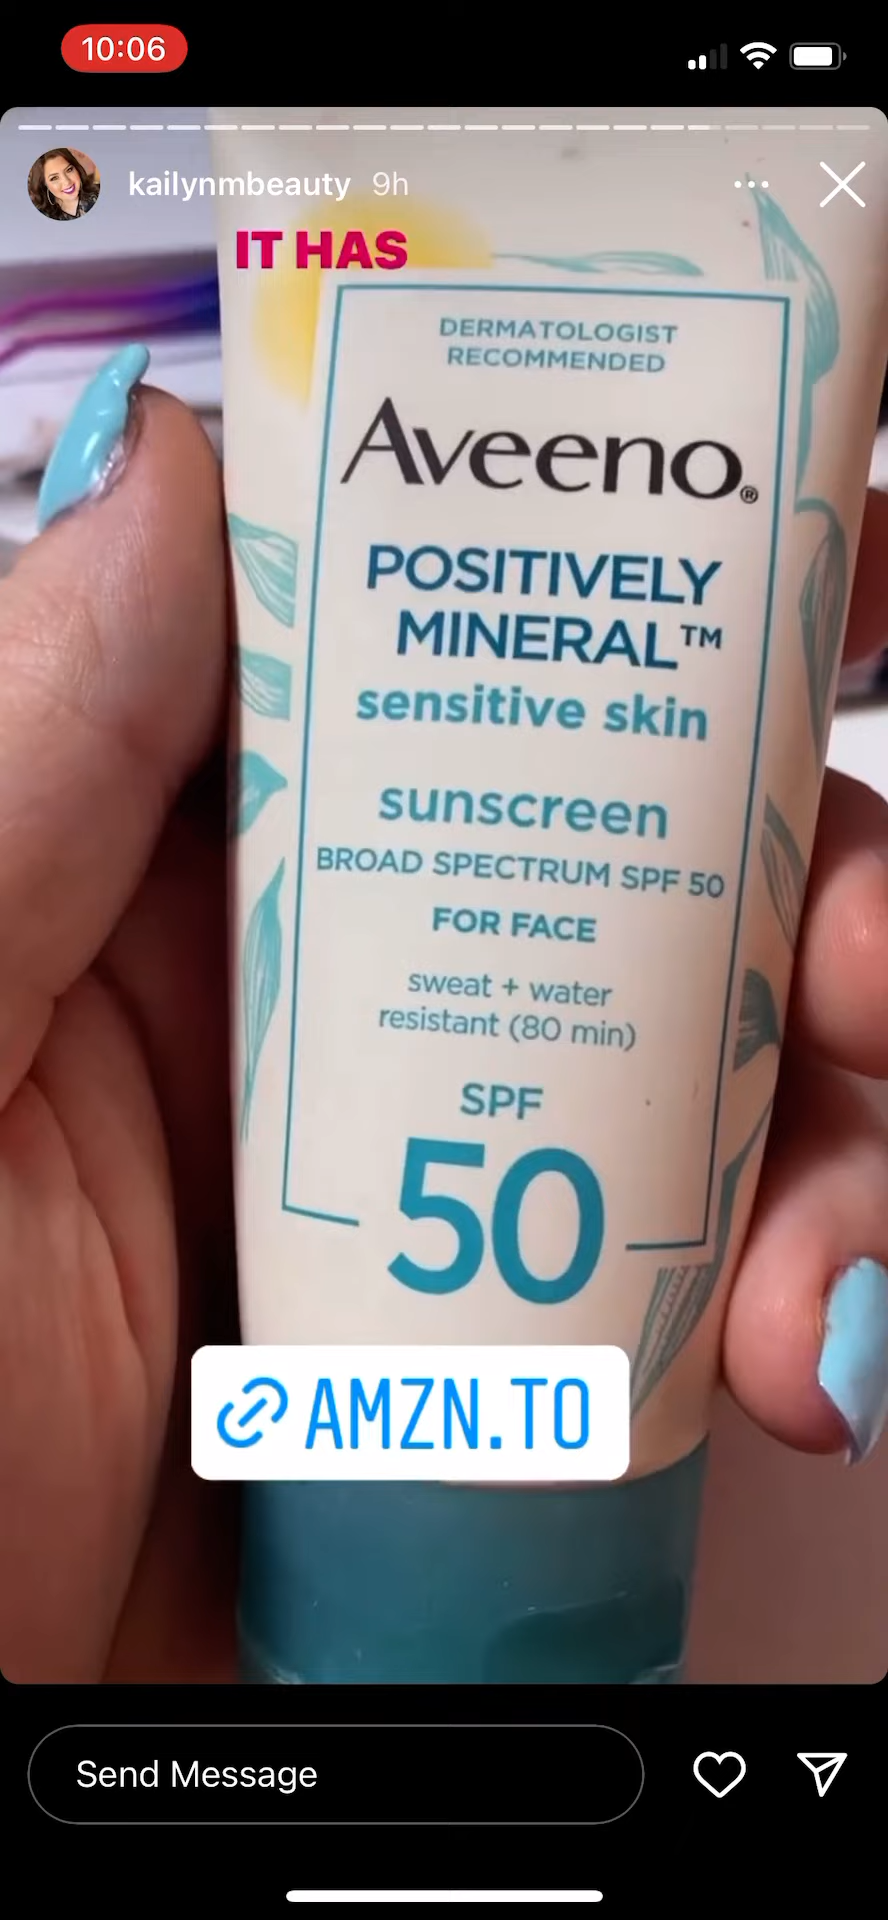 10:06
kailynmbeauty 9h
IT HAS
DERMATOLOGIST
RECOMMENDED
Aveeno®
POSITIVELY
MINERAL™
sensitive skin
sunscreen
BROAD SPECTRUM SPF 50
FOR FACE
sweat + water
resistant (80 min)
SPF
50
AMZN.TO
Send Message